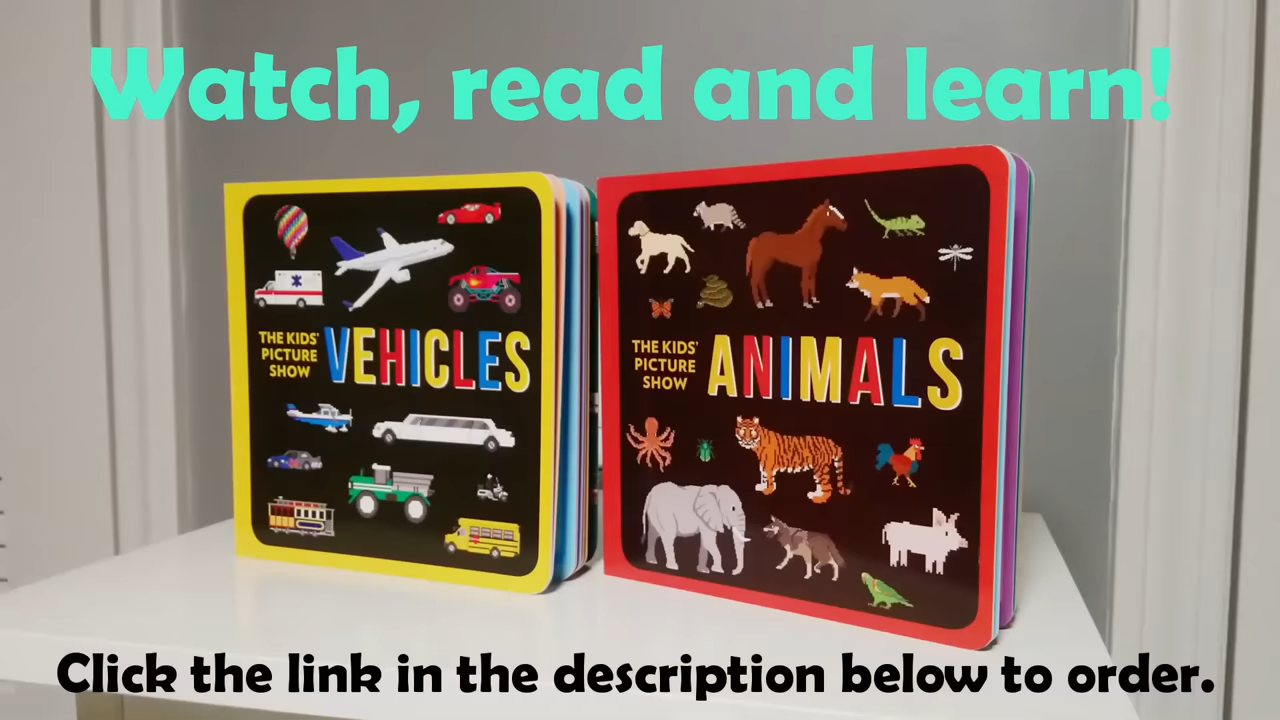 Watch, read and learn!
THE KIDS'
PICTURE
SHOW
VEHICLES
THE KIDS'
PICTURE
SHOW
ANIMALS
Click the link in the description below to order.